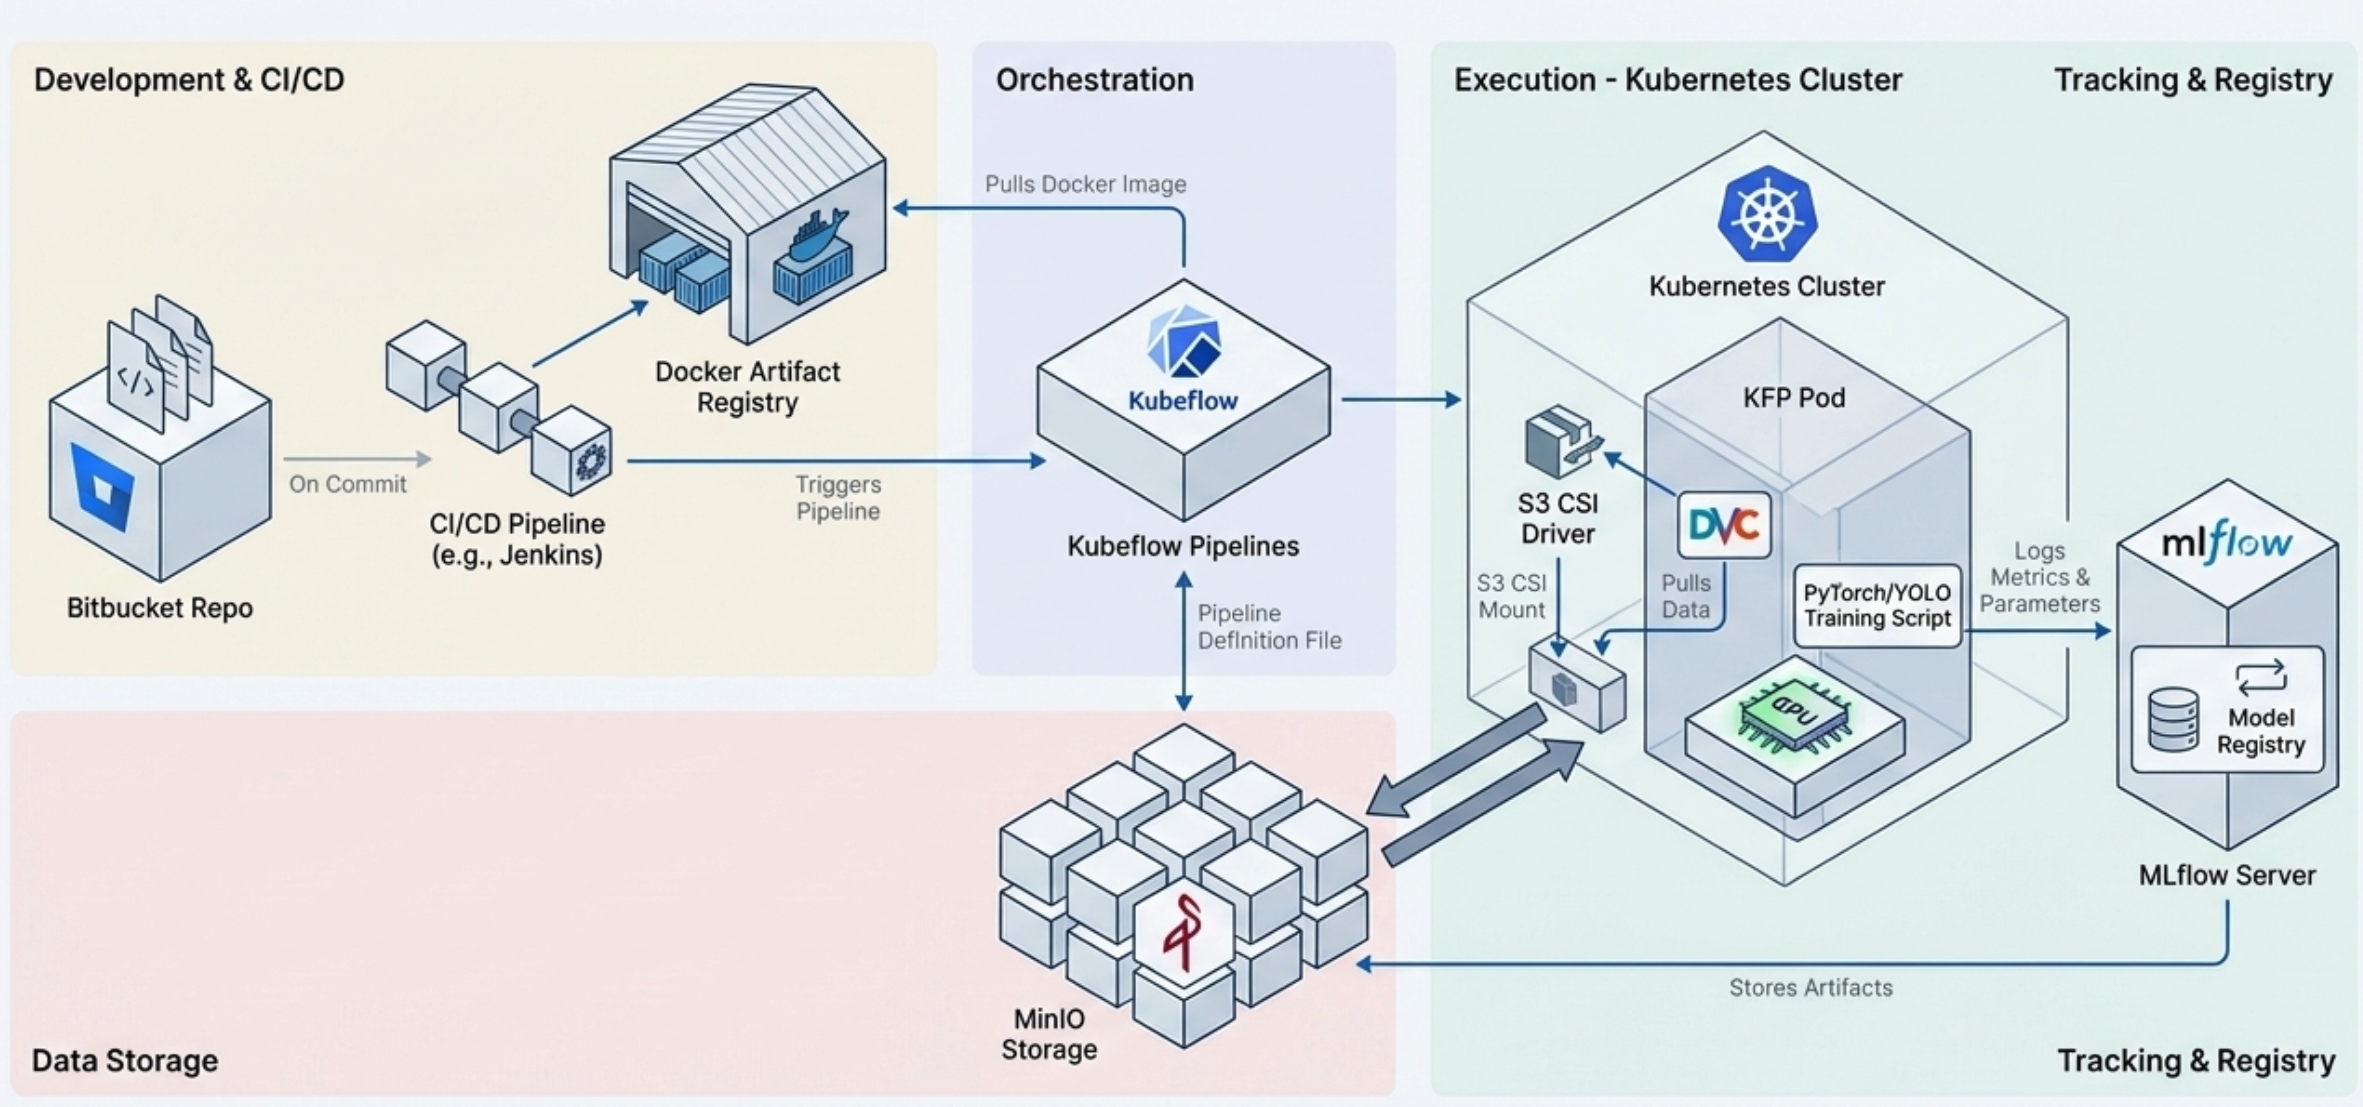 Development & CI/CD
Orchestration
Execution - Kubernetes Cluster
Tracking & Registry
Pulls Docker Image
Kubernetes Cluster
Docker Artifact
Registry
</>
On Commit
CI/CD Pipeline
(e.g., Jenkins)
Bitbucket Repo
Triggers
Pipeline
Kubeflow
Kubeflow Pipelines
Pipeline
Definition File
KFP Pod
S3 CSI
Driver
DVC
S3 CSI
Mount
Pulls
Data
PyTorch/YOLO
Training Script
GPU
Logs
Metrics &
Parameters
mlflow
Model
Registry
MLflow Server
MinIO
Storage
Stores Artifacts
Data Storage
Tracking & Registry